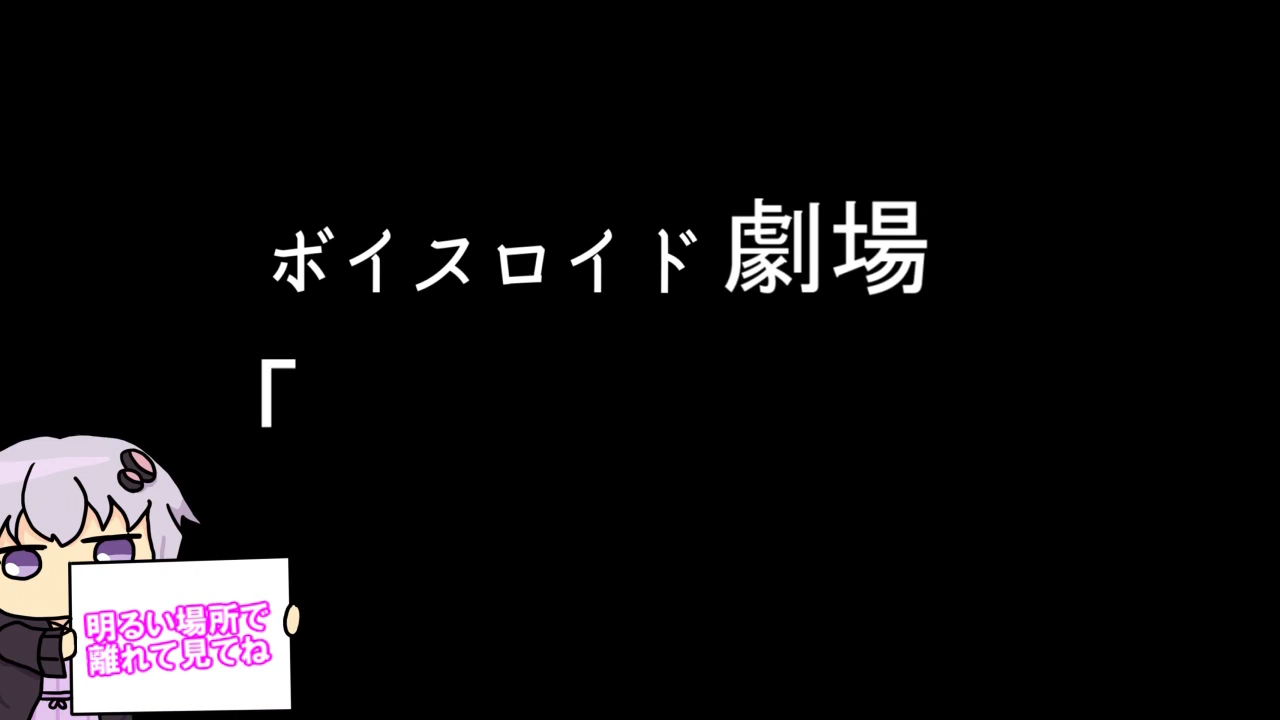 ボイスロイド劇場
「
明るい場所で
離れて見てね